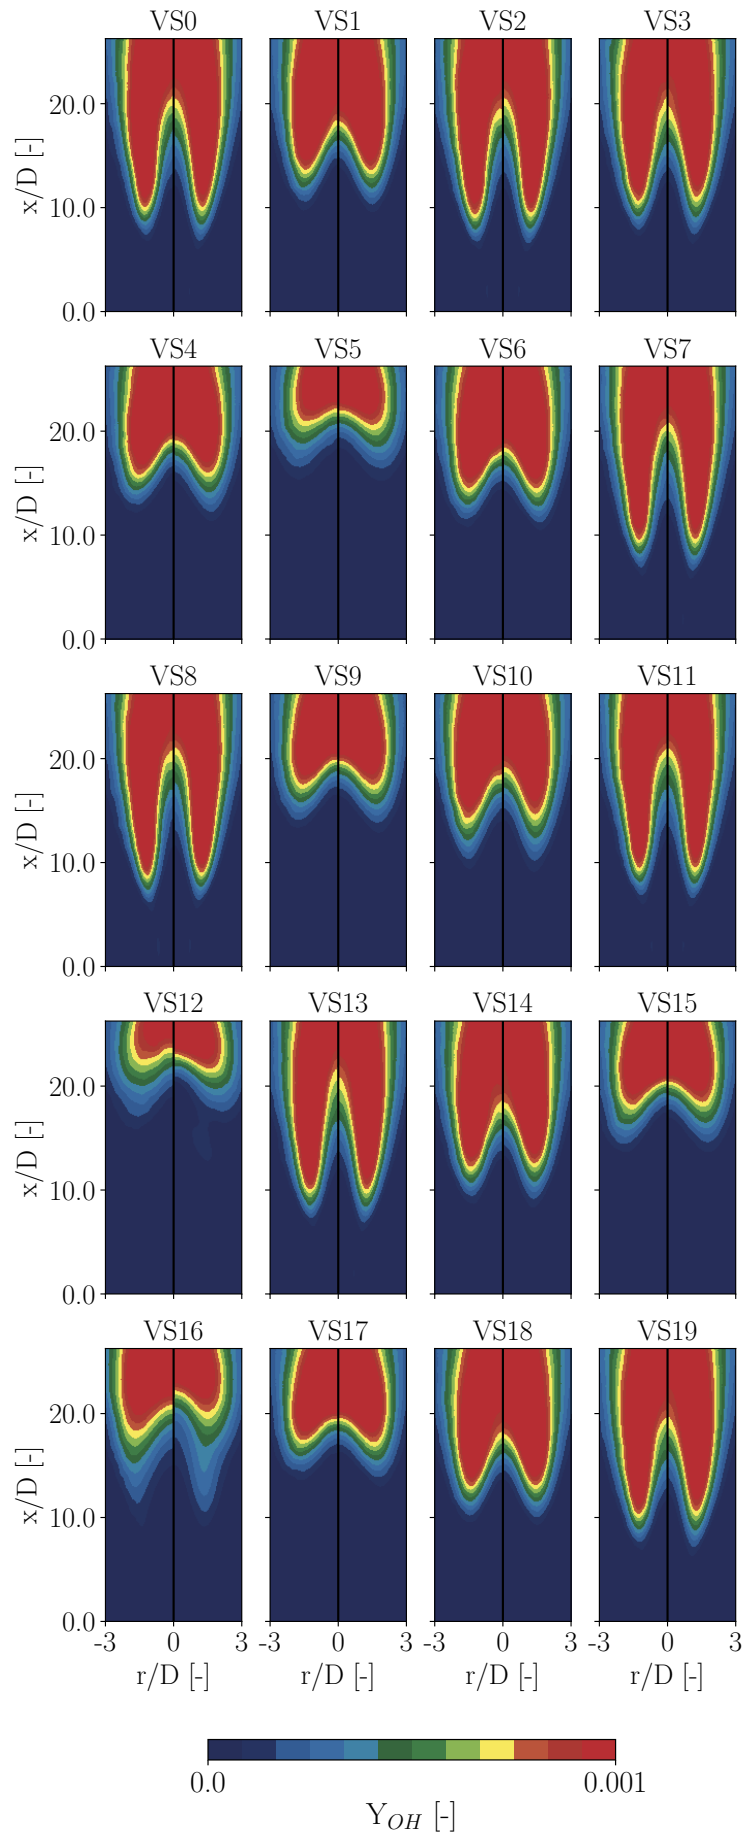 VS0 VS1 VS2 VS3
20.0
x/D [-]
10.0
0.0
VS4 VS5 VS6 VS7
20.0
x/D [-]
10.0
0.0
VS8 VS9 VS10 VS11
20.0
x/D [-]
10.0
0.0
VS12 VS13 VS14 VS15
20.0
x/D [-]
10.0
0.0
VS16 VS17 VS18 VS19
20.0
x/D [-]
10.0
0.0
-3 0 3 -3 0 3 -3 0 3 -3 0 3
r/D [-] r/D [-] r/D [-] r/D [-]
0.0 0.001
Y_{OH} [-]